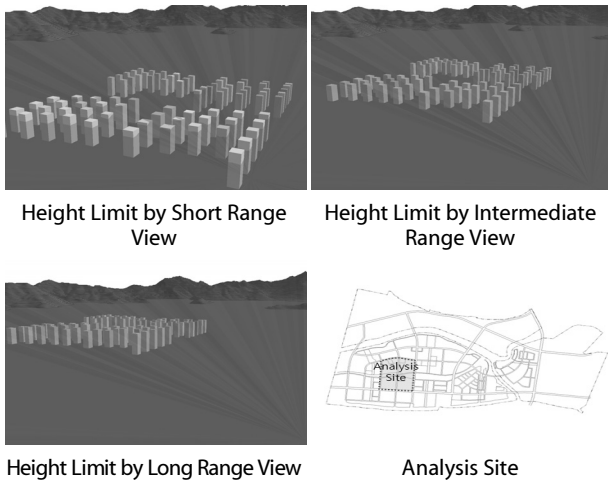 Height Limit by Short Range
View
Height Limit by Intermediate
Range View
Analysis
Site
Height Limit by Long Range View
Analysis Site